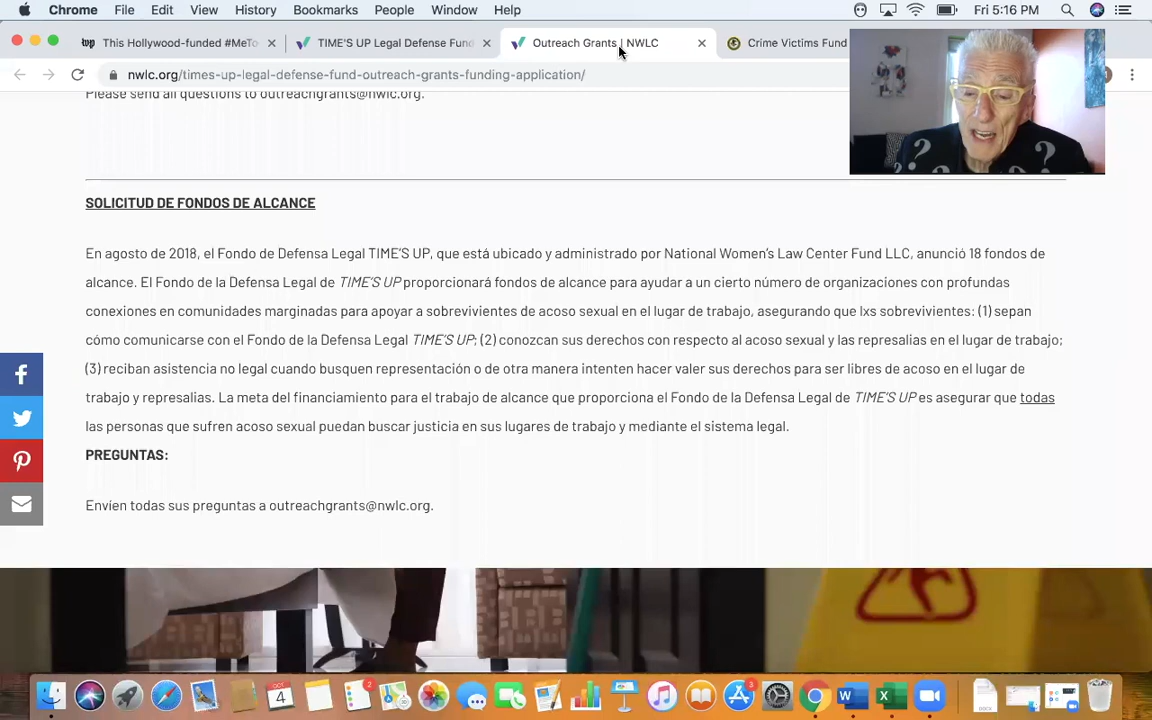 Chrome File Edit View History Bookmarks People Window Help Fri 5:16 PM
This Hollywood-funded #MeTo TIME'S UP Legal Defense Fund Outreach Grants | NWLC Crime Victims Fund
nwlc.org/times-up-legal-defense-fund-outreach-grants-funding-application/
Please send all questions to outreachgrants@nwlc.org.
SOLICITUD DE FONDOS DE ALCANCE
En agosto de 2018, el Fondo de Defensa Legal TIME'S UP, que está ubicado y administrado por National Women's Law Center Fund LLC, anunció 18 fondos de
alcance. El Fondo de la Defensa Legal de TIME'S UP proporcionará fondos de alcance para ayudar a un cierto número de organizaciones con profundas
conexiones en comunidades marginadas para apoyar a sobrevivientes de acoso sexual en el lugar de trabajo, asegurando que lxs sobrevivientes: (1) sepan
cómo comunicarse con el Fondo de la Defensa Legal TIME'S UP; (2) conozcan sus derechos con respecto al acoso sexual y las represalias en el lugar de trabajo;
(3) reciban asistencia no legal cuando busquen representación o de otra manera intenten hacer valer sus derechos para ser libres de acoso en el lugar de
trabajo y represalias. La meta del financiamiento para el trabajo de alcance que proporciona el Fondo de la Defensa Legal de TIME'S UP es asegurar que todas
las personas que sufren acoso sexual puedan buscar justicia en sus lugares de trabajo y mediante el sistema legal.
PREGUNTAS:
Envíen todas sus preguntas a outreachgrants@nwlc.org.